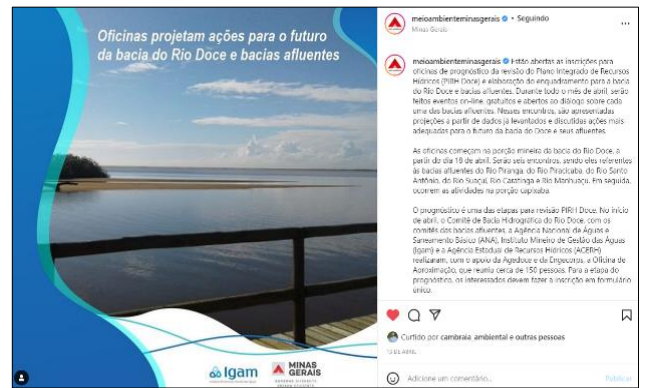 Oficinas projetam ações para o futuro
da bacia do Rio Doce e bacias afluentes
Igam
MINAS
GERAIS
meioambienteminasgerais • Seguindo
Minas Gerais
meioambienteminasgerais Estão abertas as inscrições para
oficinas de prognóstico da revisão do Plano Integrado de Recursos
Hídricos (PIRH Doce) e elaboração do enquadramento para a bacia
do Rio Doce e bacias afluentes. Durante todo o mês de abril, serão
feitos eventos on-line, gratuitos e abertos ao diálogo sobre cada
uma das bacias afluentes. Nesses encontros, são apresentadas
projeções a partir de dados já levantados e discutidas ações mais
adequadas para o futuro da bacia do Doce e seus afluentes.
As oficinas começam na porção mineira da bacia do Rio Doce, a
partir do dia 18 de abril. Serão seis encontros, sendo eles referentes
às bacias afluentes do Rio Piranga, do Rio Piracicaba, do Rio Santo
Antônio, do Rio Suaçuí, Rio Caratinga e Rio Manhuaçu. Em seguida,
ocorrem as atividades na porção capixaba.
O prognóstico é uma das etapas para revisão PIRH Doce. No início
de abril, o Comitê de Bacia Hidrográfica do Rio Doce, com os
comitês das bacias afluentes, a Agência Nacional de Águas e
Saneamento Básico (ANA), Instituto Mineiro de Gestão das Águas
(Igam) e a Agência Estadual de Recursos Hídricos (AGERH)
realizaram, com o apoio da Agedoce e da Engecorps, a Oficina de
Aproximação, que reuniu cerca de 150 pessoas. Para a etapa do
prognóstico, os interessados devem fazer a inscrição em formulário
único.
Curtido por cambraia_ambiental e outras pessoas
13 DE ABRIL
Adicione um comentário...
Publicar